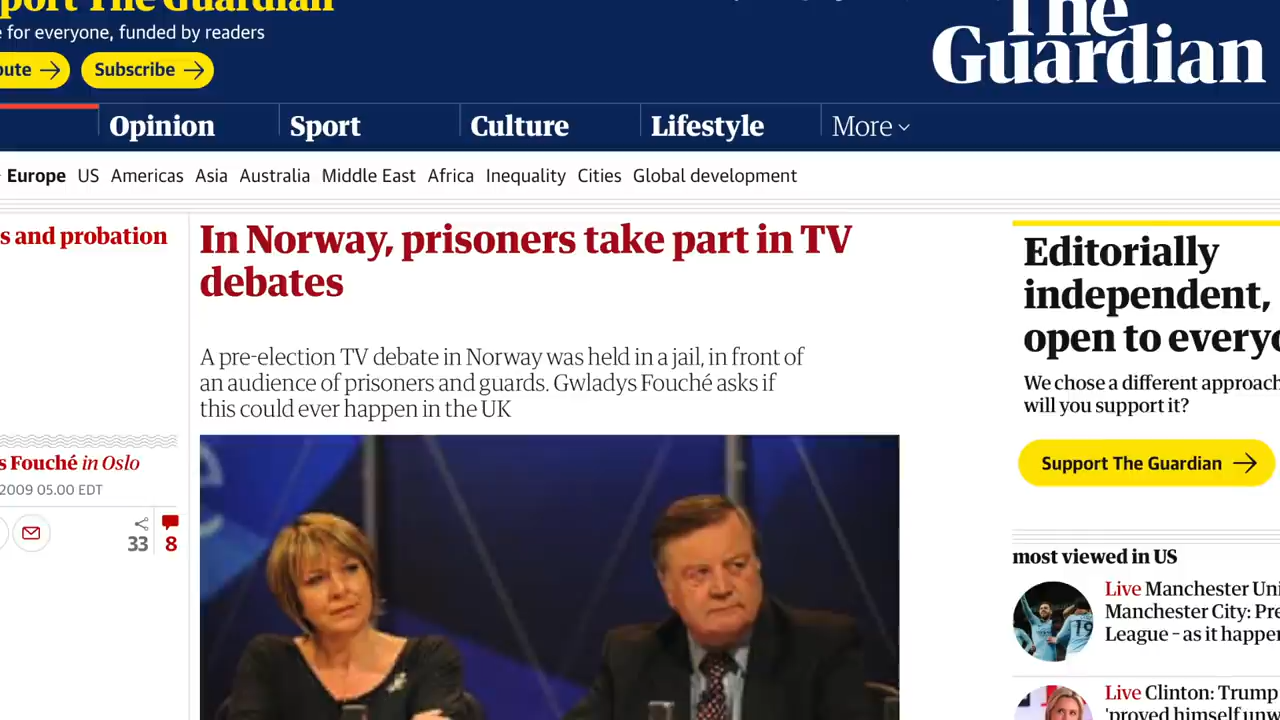 port The Guardian
for everyone, funded by readers
Subscribe
The
Guardian
Opinion
Sport
Culture
Lifestyle
More
Europe US Americas Asia Australia Middle East Africa Inequality Cities Global development
s and probation
In Norway, prisoners take part in TV
debates
A pre-election TV debate in Norway was held in a jail, in front of
an audience of prisoners and guards. Gwladys Fouché asks if
this could ever happen in the UK
s Fouché in Oslo
2009 05.00 EDT
33
8
Editorially
independent,
open to everyo
We chose a different approach
will you support it?
Support The Guardian
most viewed in US
Live Manchester Uni
Manchester City: Pre
League – as it happen
Live Clinton: Trump
'proved himself unw
19